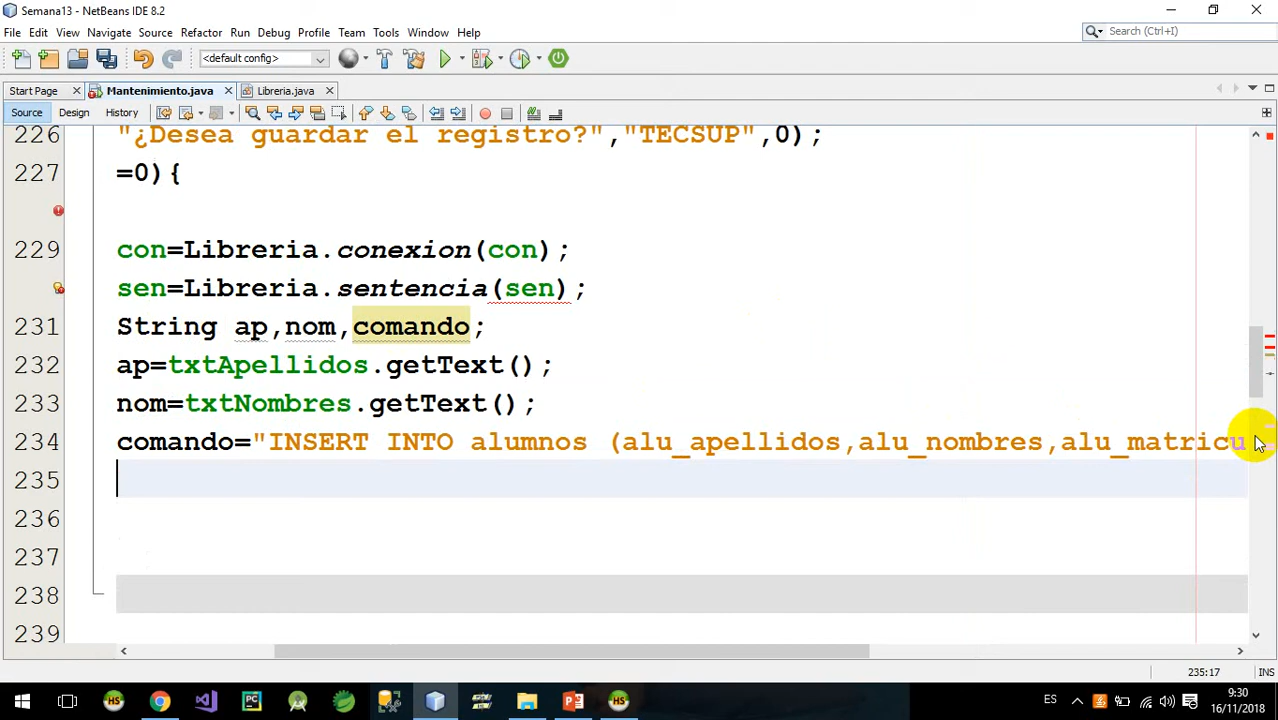 Semana13 - NetBeans IDE 8.2
File Edit View Navigate Source Refactor Run Debug Profile Team Tools Window Help
Search (Ctrl+I)
<default config>
Start Page Mantenimiento.java Libreria.java
Source Design History
226 "¿Desea guardar el registro?","TECSUP",0);
227 =0){
229 con=Libreria.conexion(con);
sen=Libreria.sentencia(sen);
231 String ap,nom,comando;
232 ap=txtApellidos.getText();
233 nom=txtNombres.getText();
234 comando="INSERT INTO alumnos (alu_apellidos,alu_nombres,alu_matricu
235
236
237
238
239
235:17 INS
ES 9:30
16/11/2018